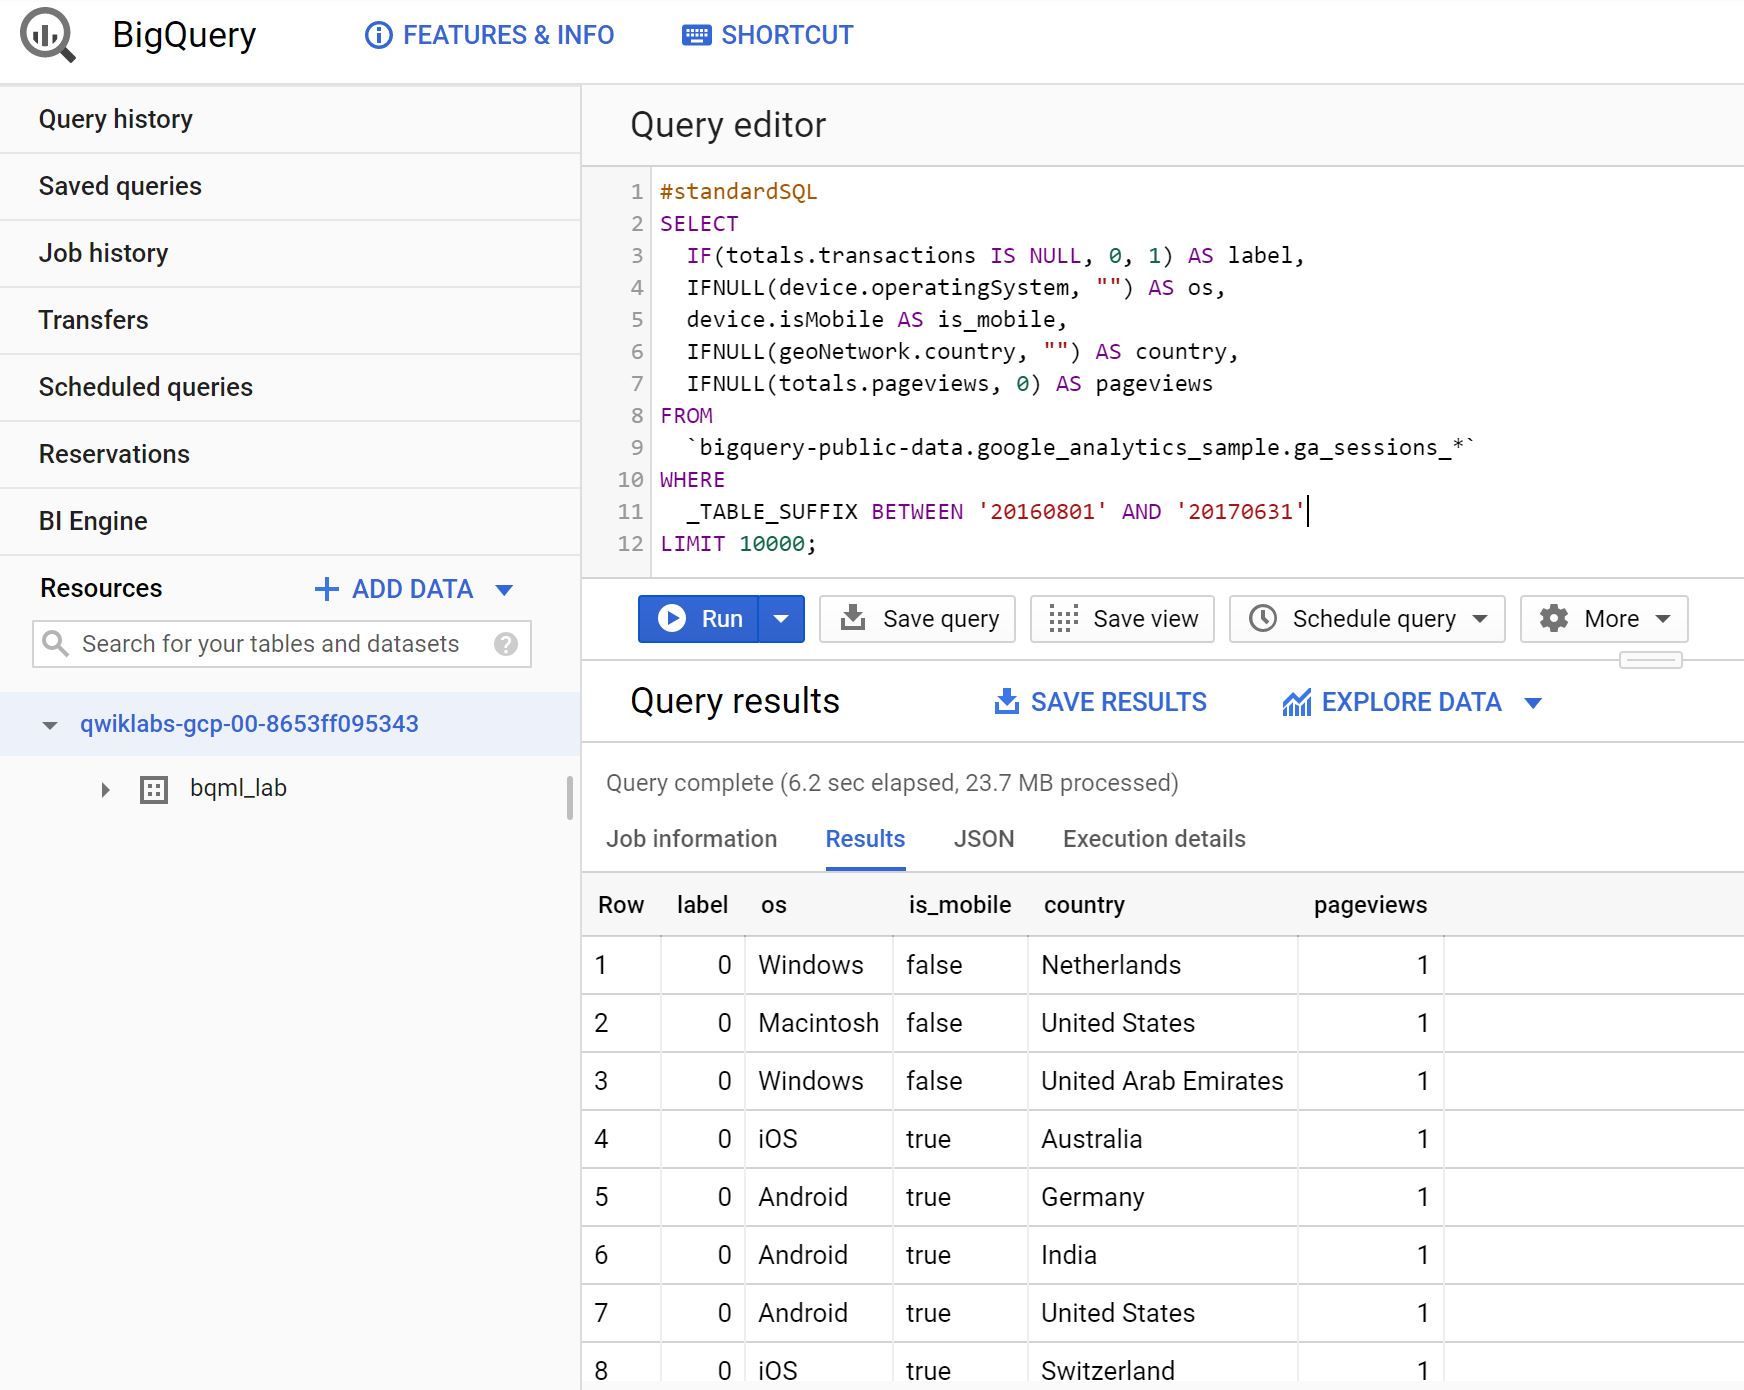 BigQuery FEATURES & INFO SHORTCUT
Query history
Saved queries
Job history
Transfers
Scheduled queries
Reservations
BI Engine
Resources ADD DATA
Search for your tables and datasets ?
qwiklabs-gcp-00-8653ff095343
bqml_lab
Query editor
1 #standardSQL
2 SELECT
3 IF(totals.transactions IS NULL, 0, 1) AS label,
4 IFNULL(device.operatingSystem, "") AS os,
5 device.isMobile AS is_mobile,
6 IFNULL(geoNetwork.country, "") AS country,
7 IFNULL(totals.pageviews, 0) AS pageviews
8 FROM
9 `bigquery-public-data.google_analytics_sample.ga_sessions_*`
10 WHERE
11 _TABLE_SUFFIX BETWEEN '20160801' AND '20170631'
12 LIMIT 10000;
Run Save query Save view Schedule query More
Query results SAVE RESULTS EXPLORE DATA
Query complete (6.2 sec elapsed, 23.7 MB processed)
Job information Results JSON Execution details
Row label os is_mobile country pageviews
1 0 Windows false Netherlands 1
2 0 Macintosh false United States 1
3 0 Windows false United Arab Emirates 1
4 0 iOS true Australia 1
5 0 Android true Germany 1
6 0 Android true India 1
7 0 Android true United States 1
8 0 iOS true Switzerland 1